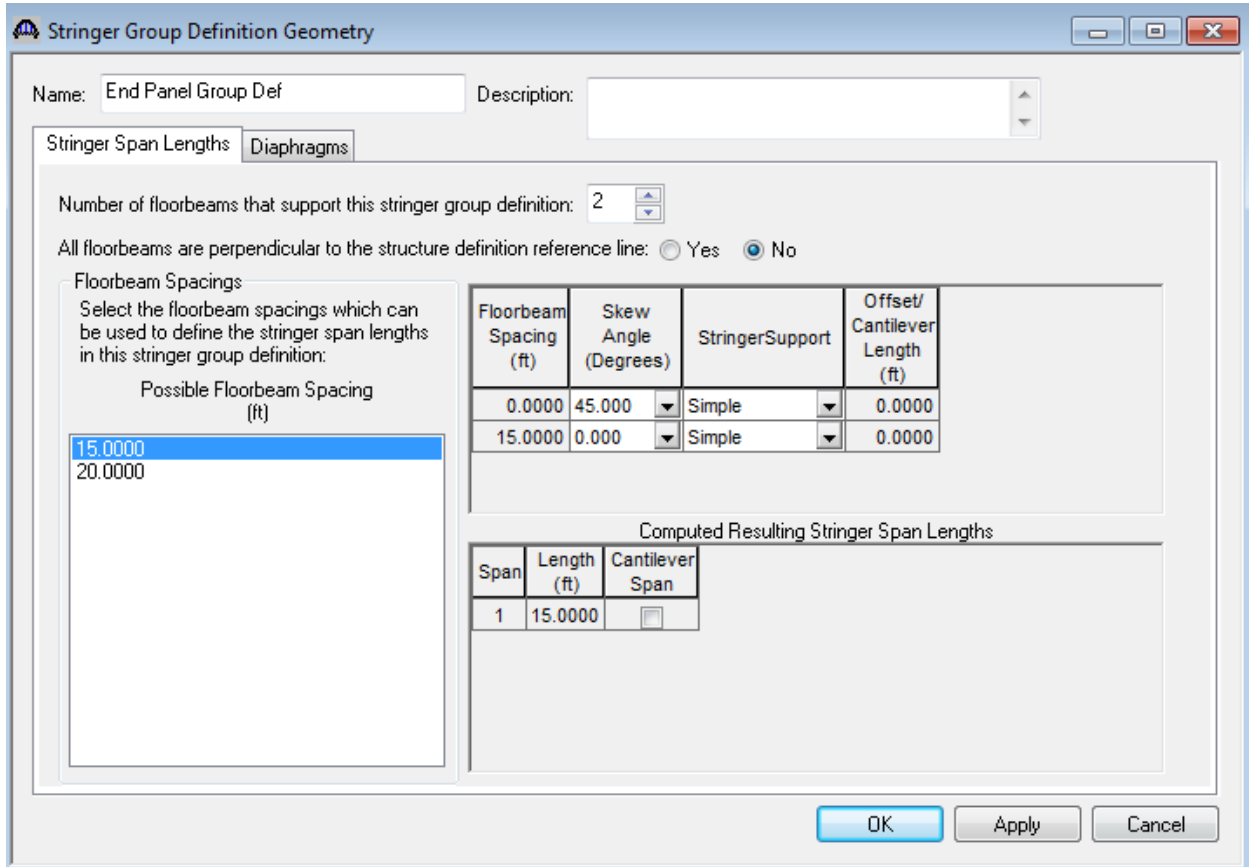 Stringer Group Definition Geometry
Name: End Panel Group Def Description:
Stringer Span Lengths Diaphragms
Number of floorbeams that support this stringer group definition: 2
All floorbeams are perpendicular to the structure definition reference line: Yes No
Floorbeam Spacings
Select the floorbeam spacings which can
be used to define the stringer span lengths
in this stringer group definition:
Possible Floorbeam Spacing
(ft)
15.0000
20.0000
Floorbeam Spacing (ft) Skew Angle (Degrees) StringerSupport Offset/ Cantilever Length (ft)
0.0000 45.000 Simple 0.0000
15.0000 0.000 Simple 0.0000
Computed Resulting Stringer Span Lengths
Span Length (ft) Cantilever Span
1 15.0000
OK Apply Cancel